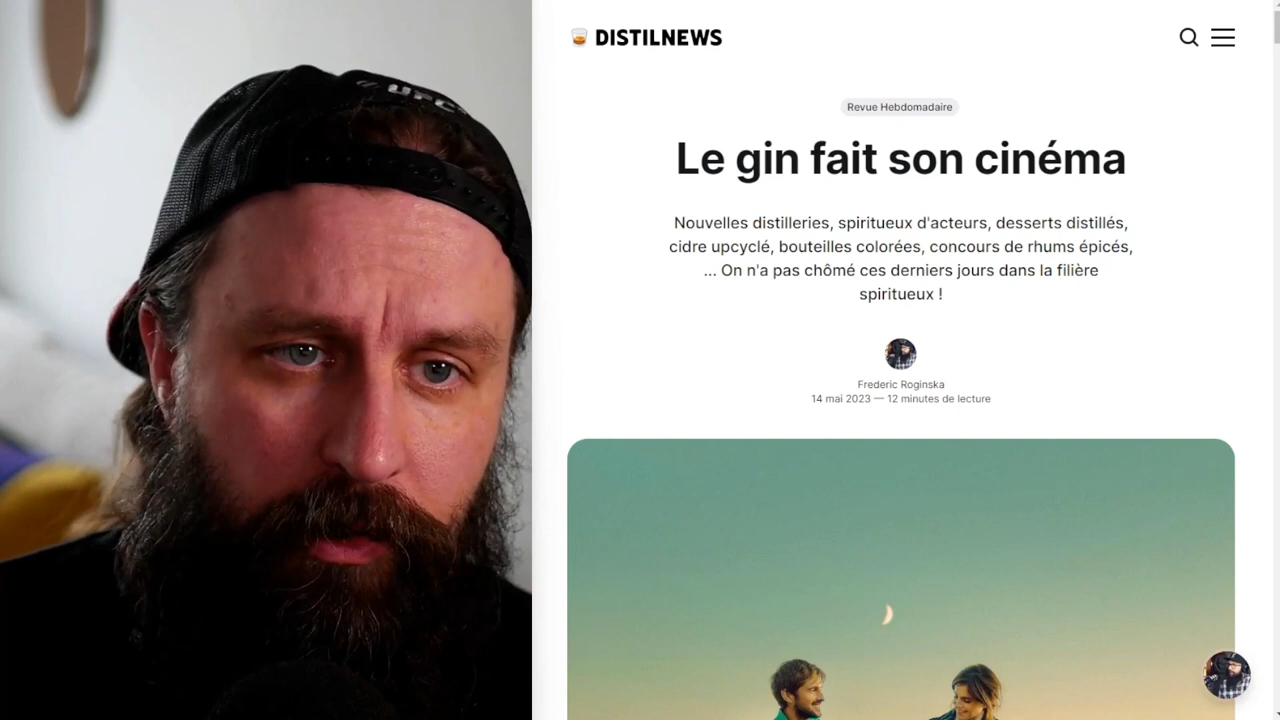 UFC
DISTILNEWS
Revue Hebdomadaire
Le gin fait son cinéma
Nouvelles distilleries, spiritueux d'acteurs, desserts distillés,
cidre upcyclé, bouteilles colorées, concours de rhums épicés,
... On n'a pas chômé ces derniers jours dans la filière
spiritueux !
Frederic Roginska
14 mai 2023 — 12 minutes de lecture